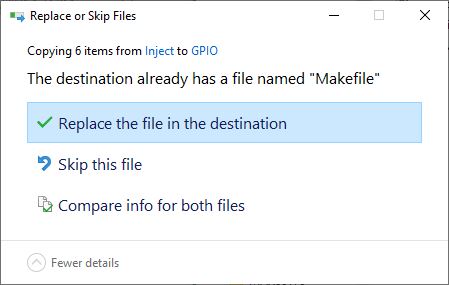 Replace or Skip Files
Copying 6 items from Inject to GPIO
The destination already has a file named "Makefile"
Replace the file in the destination
Skip this file
Compare info for both files
Fewer details